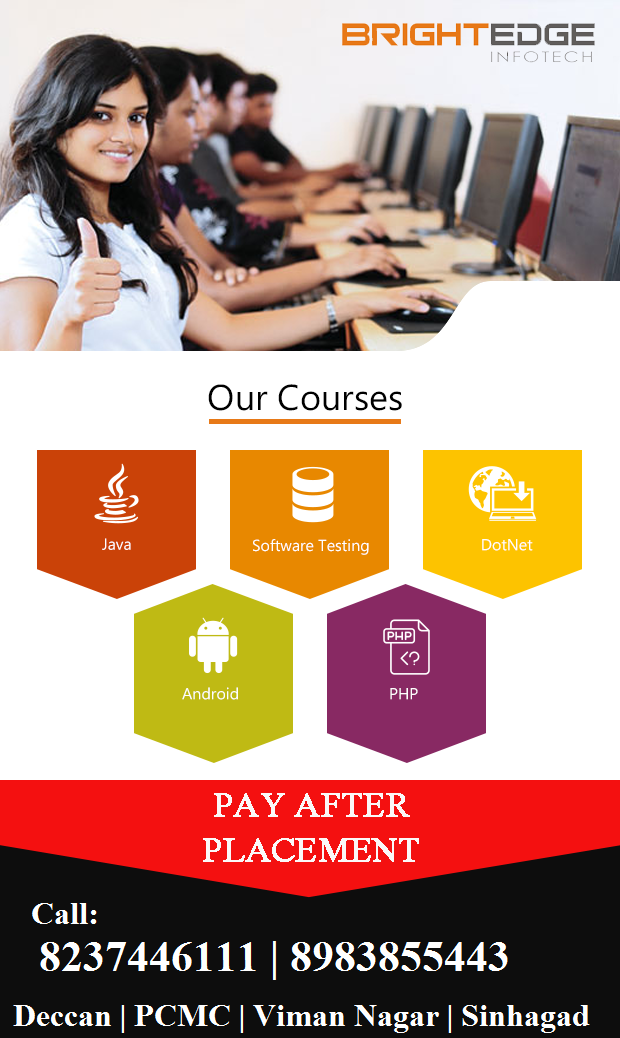 BRIGHTEDGE
INFOTECH
Our Courses
Java
Software Testing
DotNet
Android
PHP
<?
PHP
PAY AFTER
PLACEMENT
Call:
8237446111 | 8983855443
Deccan | PCMC | Viman Nagar | Sinhagad